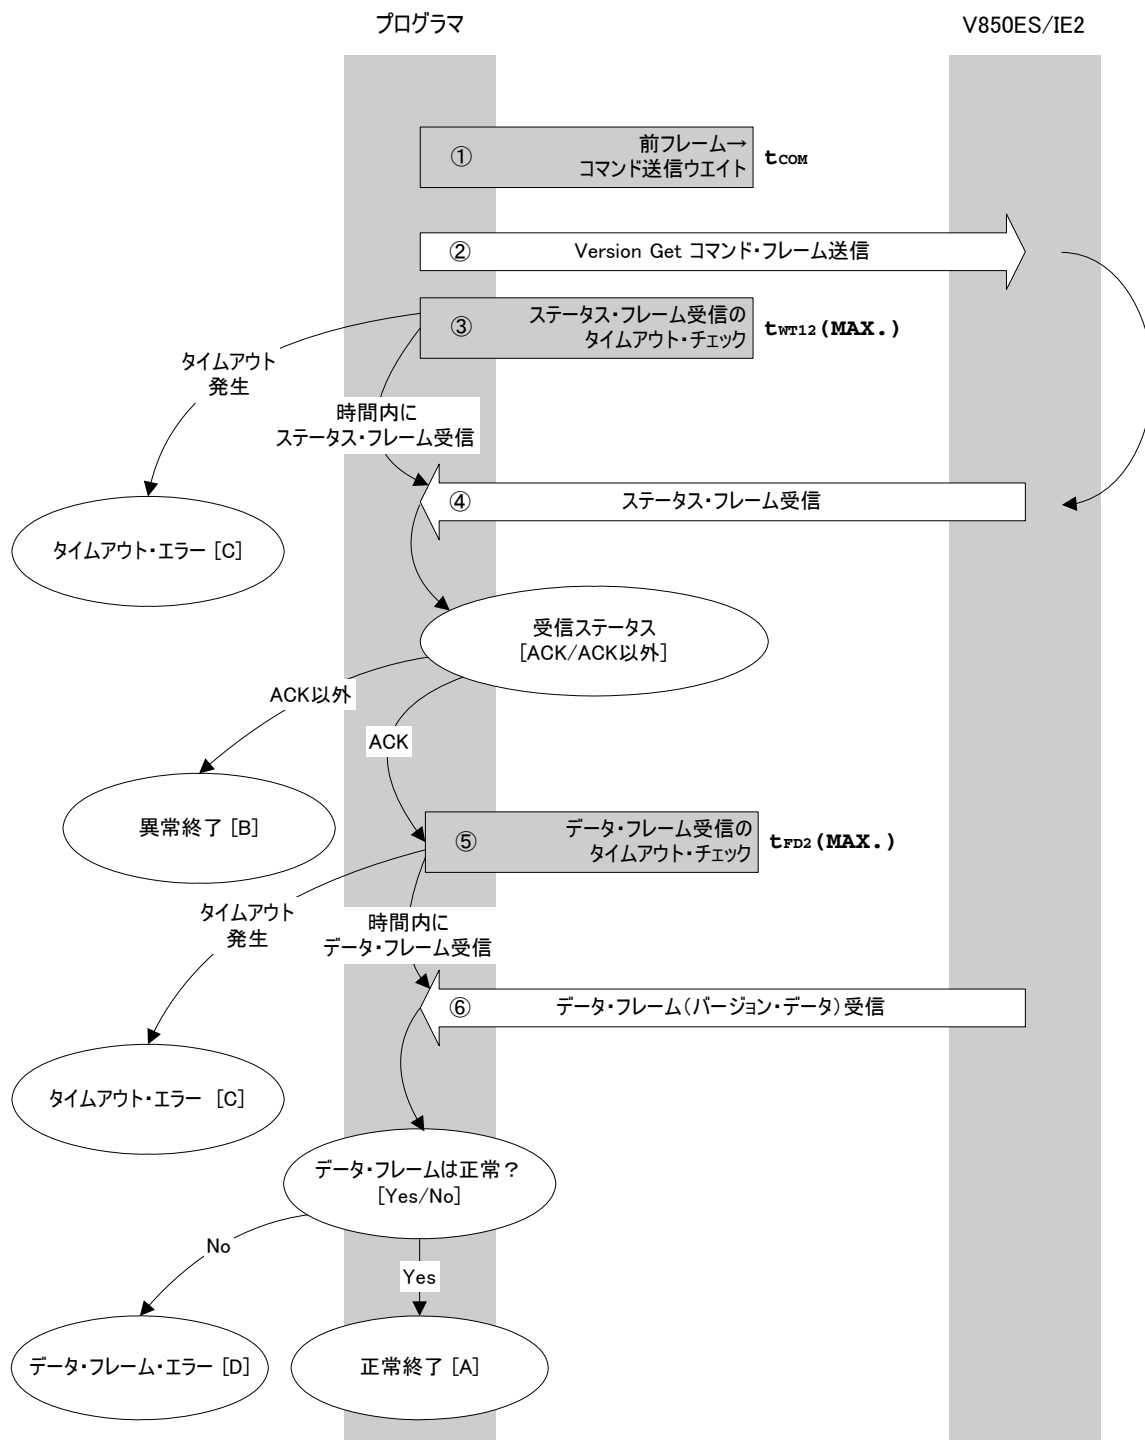 プログラマ
V850ES/IE2
①
前フレーム→
コマンド送信ウエイト
tCOM
② Version Get コマンド・フレーム送信
③
ステータス・フレーム受信の
タイムアウト・チェック
tWT12(MAX.)
タイムアウト
発生
時間内に
ステータス・フレーム受信
④ ステータス・フレーム受信
タイムアウト・エラー [C]
受信ステータス
[ACK/ACK以外]
ACK以外
ACK
異常終了 [B]
⑤
データ・フレーム受信の
タイムアウト・チェック
tFD2(MAX.)
タイムアウト
発生
時間内に
データ・フレーム受信
⑥ データ・フレーム(バージョン・データ)受信
タイムアウト・エラー [C]
データ・フレームは正常?
[Yes/No]
No
Yes
データ・フレーム・エラー [D]
正常終了 [A]